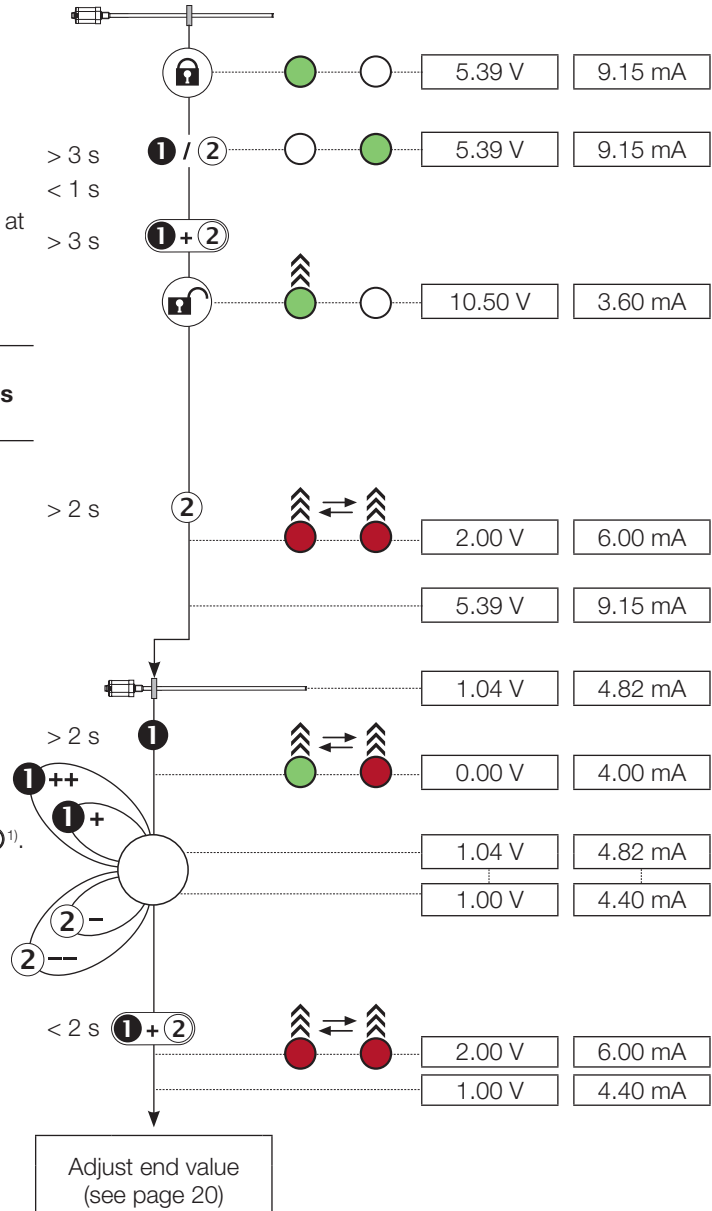 5.39 V 9.15 mA
> 3 s 1 / 2 5.39 V 9.15 mA
< 1 s
at
> 3 s 1 + 2
10.50 V 3.60 mA
s
> 2 s 2
2.00 V 6.00 mA
5.39 V 9.15 mA
1.04 V 4.82 mA
> 2 s 1
0.00 V 4.00 mA
1 ++
1 +
1).
1.04 V 4.82 mA
1.00 V 4.40 mA
2 –
2 ––
< 2 s 1 + 2
2.00 V 6.00 mA
1.00 V 4.40 mA
Adjust end value
(see page 20)